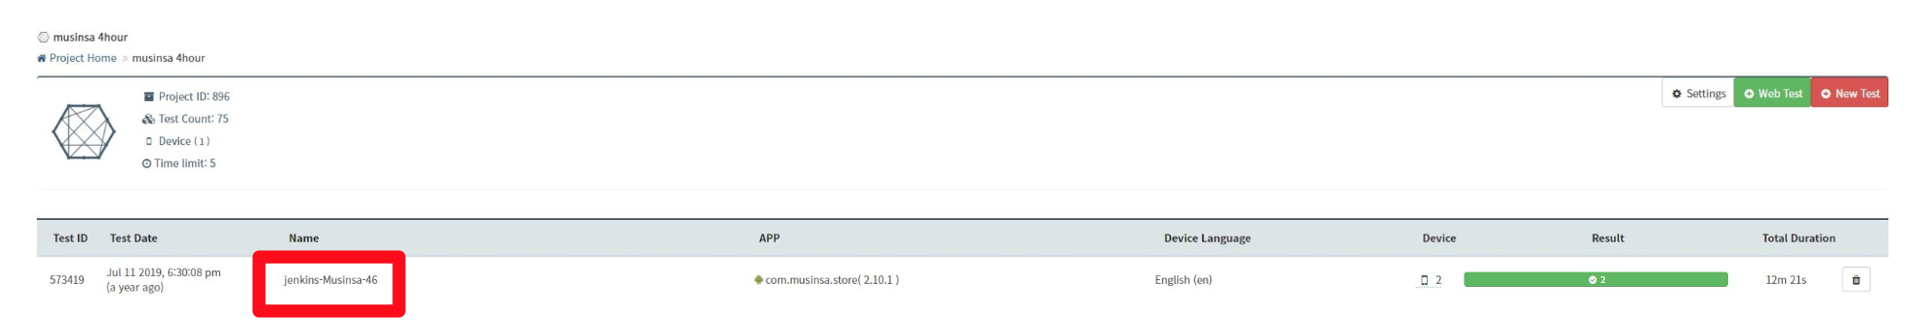 musinsa 4hour
Project Home » musinsa 4hour
Project ID: 896
Test Count: 75
Device ( 1 )
Time limit: 5
Settings
Web Test
New Test
Test ID Test Date Name APP Device Language Device Result Total Duration
573419 Jul 11 2019, 6:30:08 pm jenkins-Musinsa-46 com.musinsa.store( 2.10.1 ) English (en) 2 2 12m 21s
(a year ago)